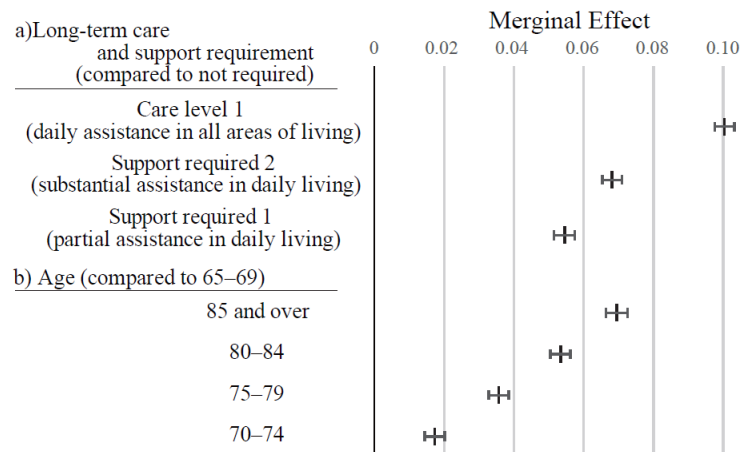 Merginal Effect
a)Long-term care
and support requirement
(compared to not required)
0 0.02 0.04 0.06 0.08 0.10
Care level 1
(daily assistance in all areas of living)
Support required 2
(substantial assistance in daily living)
Support required 1
(partial assistance in daily living)
b) Age (compared to 65–69)
85 and over
80–84
75–79
70–74